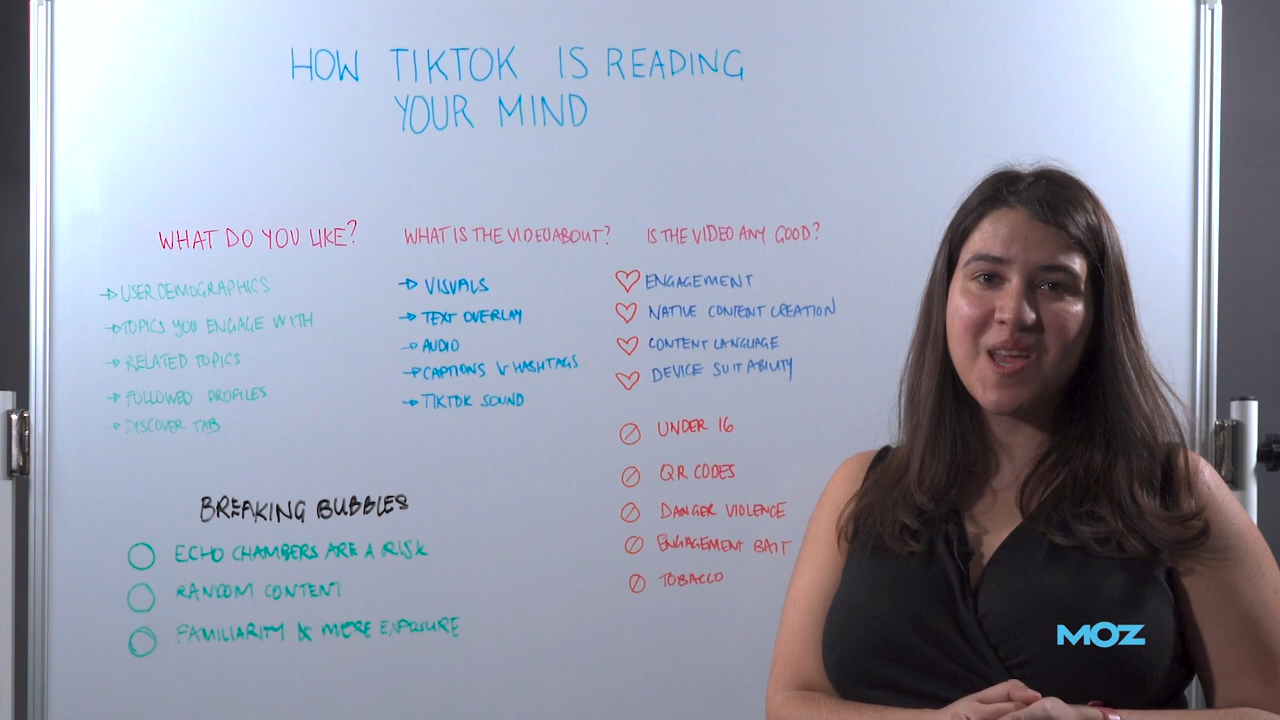 HOW TIKTOK IS READING
YOUR MIND
WHAT DO YOU LIKE?
USER DEMOGRAPHICS
TOPICS YOU ENGAGE WITH
RELATED TOPICS
FOLLOWED PROFILES
DISCOVER TAB
WHAT IS THE VIDEO ABOUT?
VISUALS
TEXT OVERLAY
AUDIO
CAPTIONS & HASHTAGS
TIKTOK SOUND
IS THE VIDEO ANY GOOD?
ENGAGEMENT
NATIVE CONTENT CREATION
CONTENT LANGUAGE
DEVICE SUITABILITY
UNDER 16
QR CODES
DANGER VIOLENCE
ENGAGEMENT BAIT
TOBACCO
BREAKING BUBBLES
ECHO CHAMBERS ARE A RISK
RANDOM CONTENT
FAMILIARITY & MERE EXPOSURE
MOZ